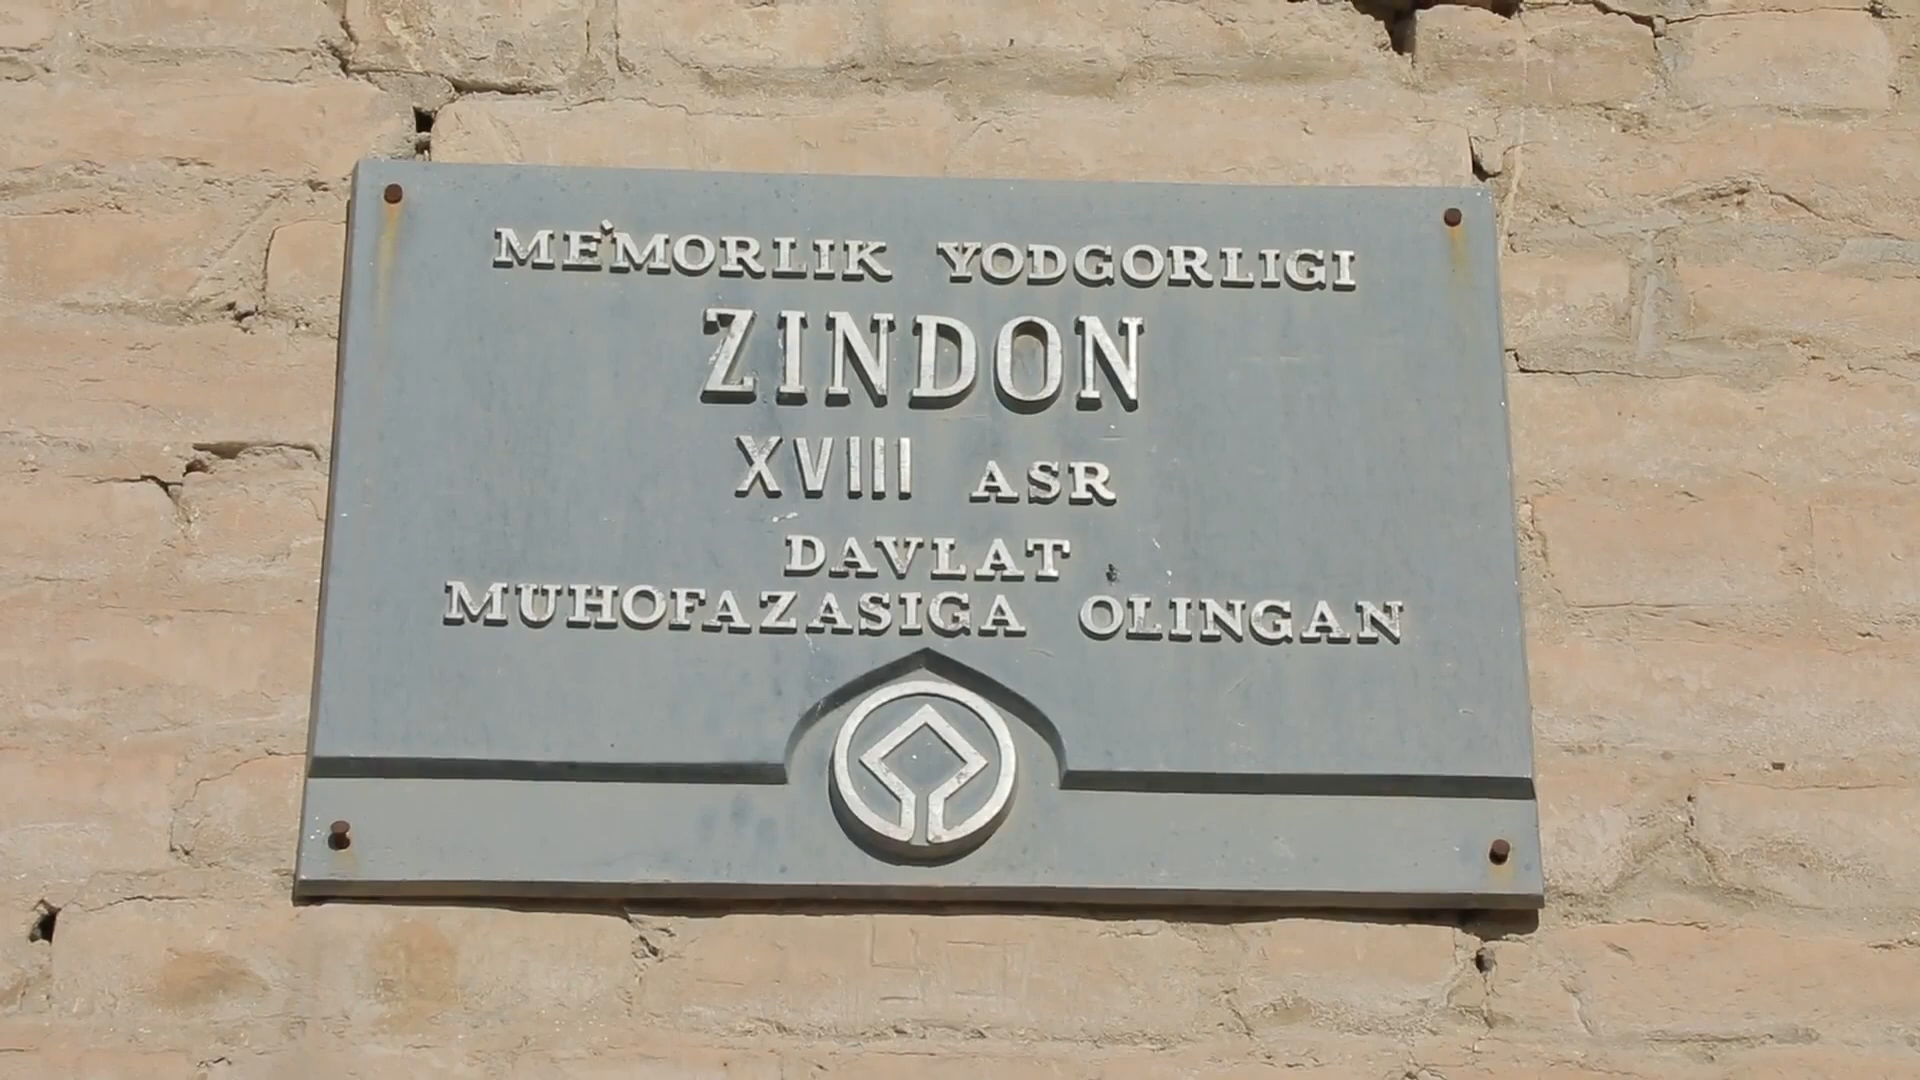 ME'MORLIK YODGORLIGI
ZINDON
XVIII ASR
DAVLAT
MUHOFAZASIGA OLINGAN